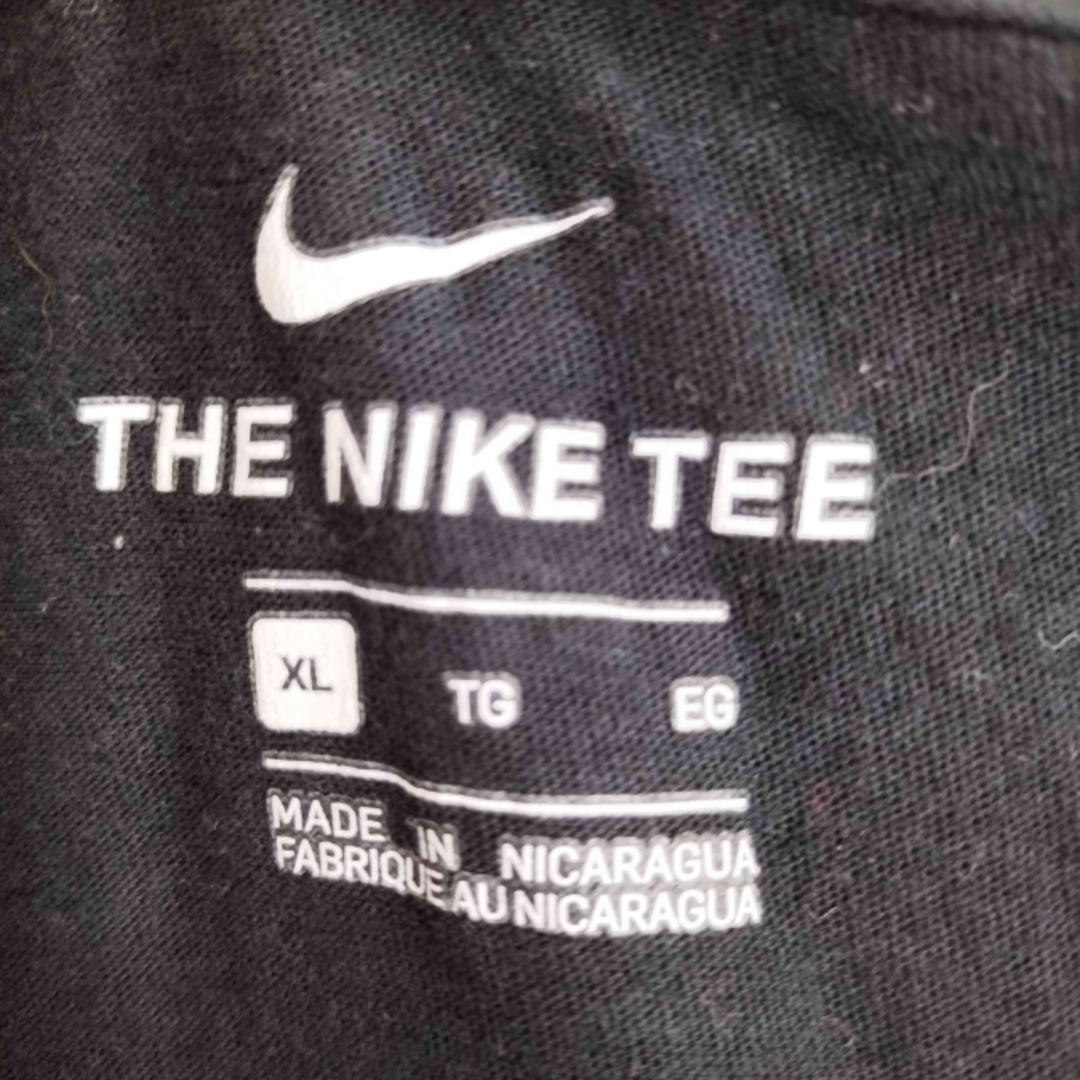 THE NIKE TEE
XL TG EG
MADE IN NICARAGUA
FABRIQUE AU NICARAGUA